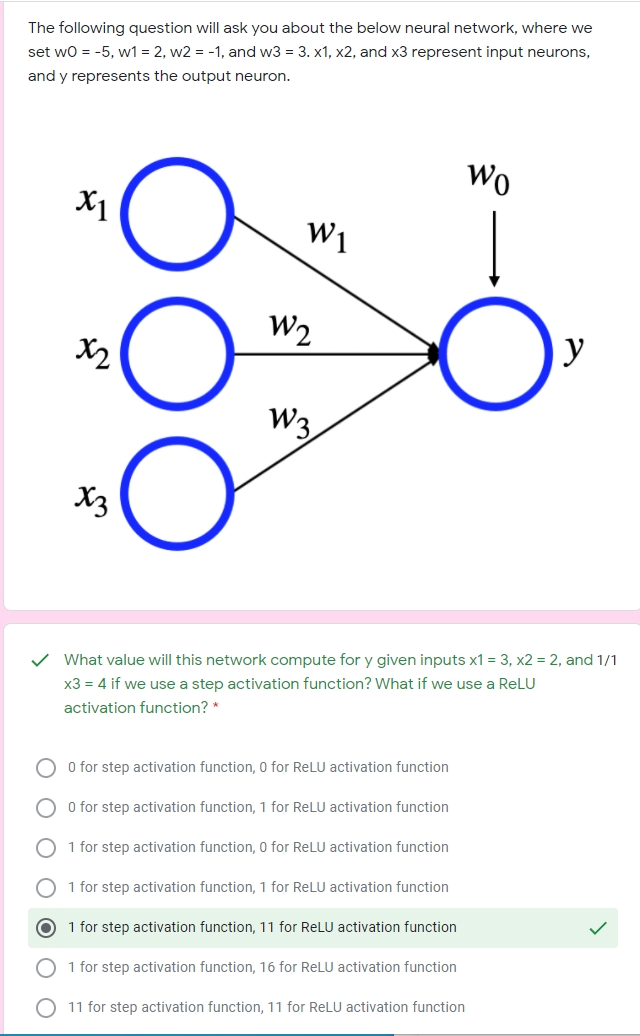 The following question will ask you about the below neural network, where we
set w0 = -5, w1 = 2, w2 = -1, and w3 = 3. x1, x2, and x3 represent input neurons,
and y represents the output neuron.
x1
w0
w1
w2
x2
y
w3
x3
What value will this network compute for y given inputs x1 = 3, x2 = 2, and 1/1
x3 = 4 if we use a step activation function? What if we use a ReLU
activation function? *
0 for step activation function, 0 for ReLU activation function
0 for step activation function, 1 for ReLU activation function
1 for step activation function, 0 for ReLU activation function
1 for step activation function, 1 for ReLU activation function
1 for step activation function, 11 for ReLU activation function
1 for step activation function, 16 for ReLU activation function
11 for step activation function, 11 for ReLU activation function